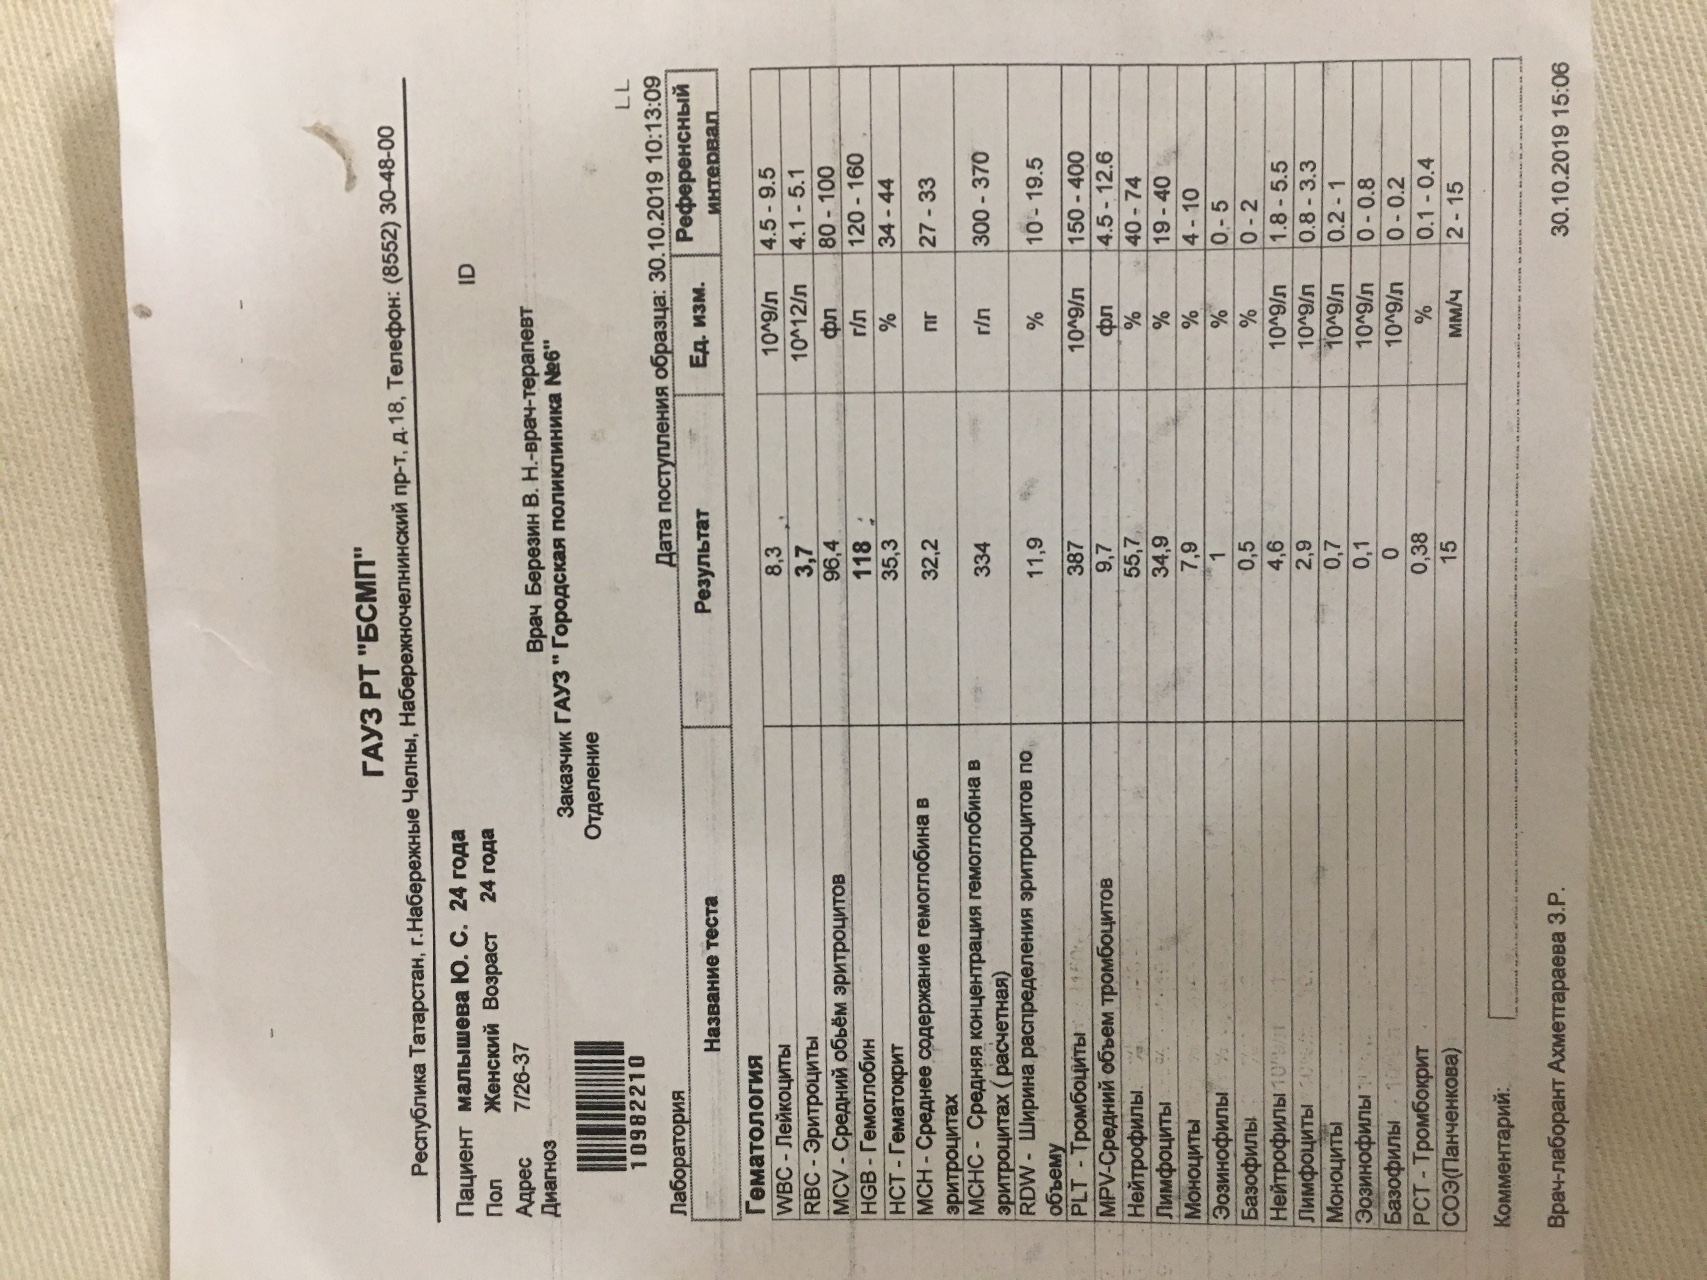 ГАУЗ РТ "БСМП"
Республика Татарстан, г.Набережные Челны, Набережночелнинский пр-т, д.18, Телефон: (8552) 30-48-00
Пациент малышева Ю. С. 24 года
ID
Пол Женский Возраст 24 года
Адрес 7/26-37
Врач Березин В. Н.-врач-терапевт
Диагноз
Заказчик ГАУЗ " Городская поликлиника №6"
Отделение
10982210
LL
Лаборатория
Дата поступления образца: 30.10.2019 10:13:09
Название теста Результат Ед. изм. Референсный интервал
Гематология
WBC - Лейкоциты 8,3 10^9/л 4.5 - 9.5
RBC - Эритроциты 3,7 10^12/л 4.1 - 5.1
MCV - Средний обьём эритроцитов 96,4 фл 80 - 100
HGB - Гемоглобин 118 г/л 120 - 160
HCT - Гематокрит 35,3 % 34 - 44
MCH - Среднее содержание гемоглобина в
эритроцитах 32,2 пг 27 - 33
MCHC - Средняя концентрация гемоглобина в
эритроцитах ( расчетная) 334 г/л 300 - 370
RDW - Ширина распределения эритроцитов по
объему 11,9 % 10 - 19.5
PLT - Тромбоциты 387 10^9/л 150 - 400
MPV-Средний объем тромбоцитов 9,7 фл 4.5 - 12.6
Нейтрофилы 55,7 % 40 - 74
Лимфоциты 34,9 % 19 - 40
Моноциты 7,9 % 4 - 10
Эозинофилы 1 % 0 - 5
Базофилы 0,5 % 0 - 2
Нейтрофилы 4,6 10^9/л 1.8 - 5.5
Лимфоциты 2,9 10^9/л 0.8 - 3.3
Моноциты 0,7 10^9/л 0.2 - 1
Эозинофилы 0,1 10^9/л 0 - 0.8
Базофилы 0 10^9/л 0 - 0.2
PCT - Тромбокрит 0,38 % 0.1 - 0.4
СОЭ(Панченкова) 15 мм/ч 2 - 15
Комментарий:
Врач-лаборант Ахметгараева З.Р.
30.10.2019 15:06